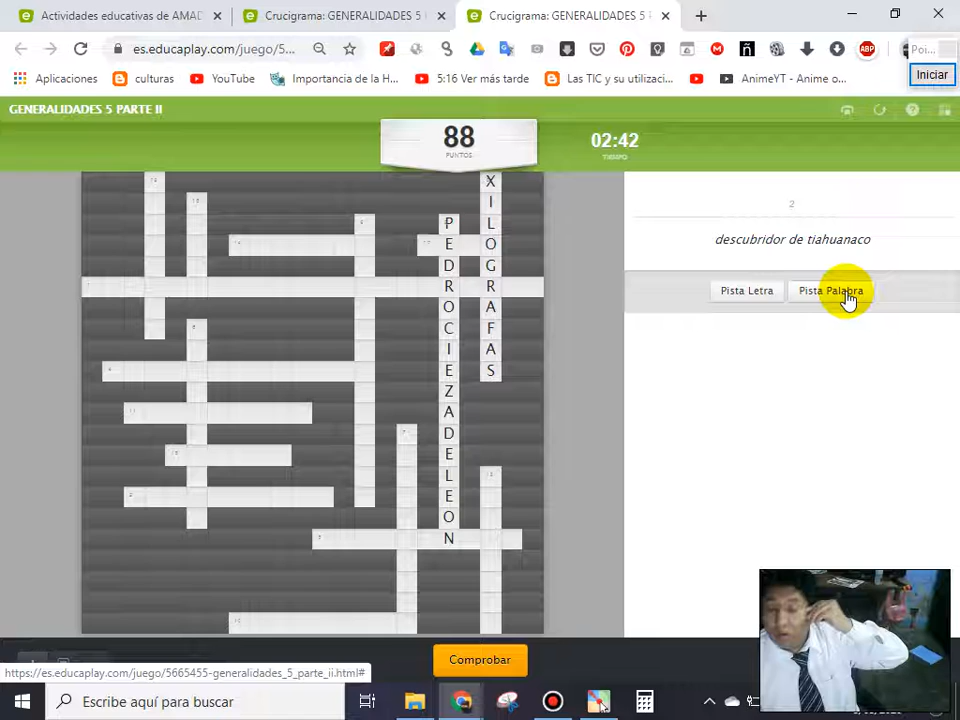 Actividades educativas de AMAD
Crucigrama: GENERALIDADES 5
Crucigrama: GENERALIDADES 5
es.educaplay.com/juego/5...
Poi...
Iniciar
Aplicaciones
culturas
YouTube
Importancia de la H...
5:16 Ver más tarde
Las TIC y su utilizaci...
AnimeYT - Anime o...
GENERALIDADES 5 PARTE II
88
PUNTOS
02:42
TIEMPO
2
descubridor de tiahuanaco
Pista Letra
Pista Palabra
XILOGRAFAS
PEDROCIEZADELEON
Comprobar
https://es.educaplay.com/juego/5665455-generalidades_5_parte_ii.html#
Escribe aquí para buscar